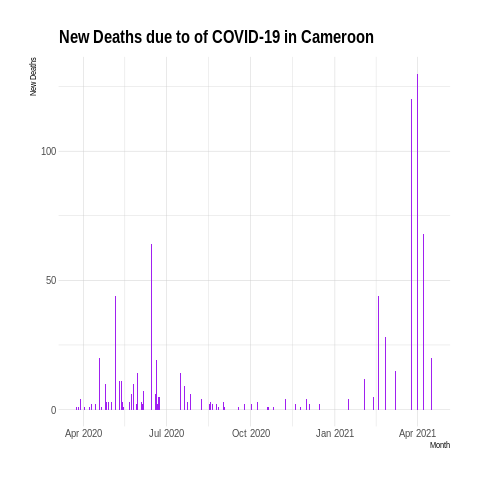 New Deaths due to of COVID-19 in Cameroon
New Deaths
100
50
0
Apr 2020 Jul 2020 Oct 2020 Jan 2021 Apr 2021
Month